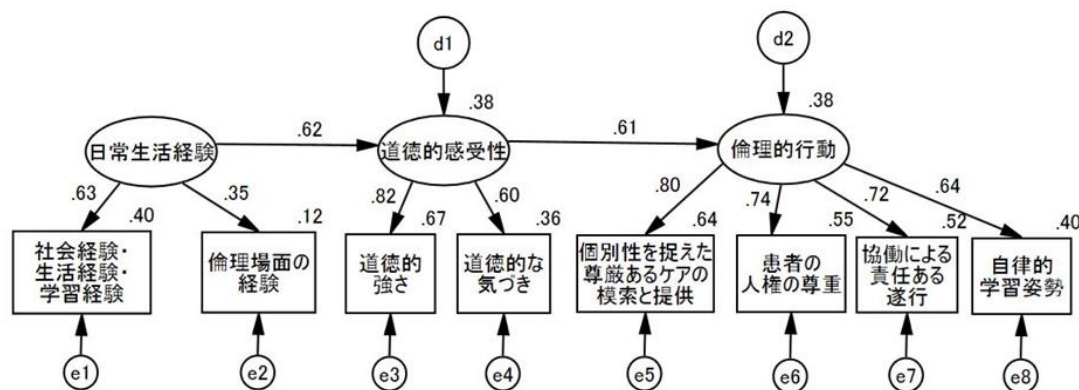 d1
d2
.38
.38
.62
.61
日常生活経験
道徳的感受性
倫理的行動
.63
.35
.82
.60
.80
.74
.72
.64
.40
.12
.67
.36
.64
.55
.52
.40
社会経験・
生活経験・
学習経験
倫理場面の
経験
道徳的
強さ
道徳的な
気づき
個別性を捉えた
尊厳あるケアの
模索と提供
患者の
人権の尊重
協働による
責任ある
遂行
自律的
学習姿勢
e1
e2
e3
e4
e5
e6
e7
e8